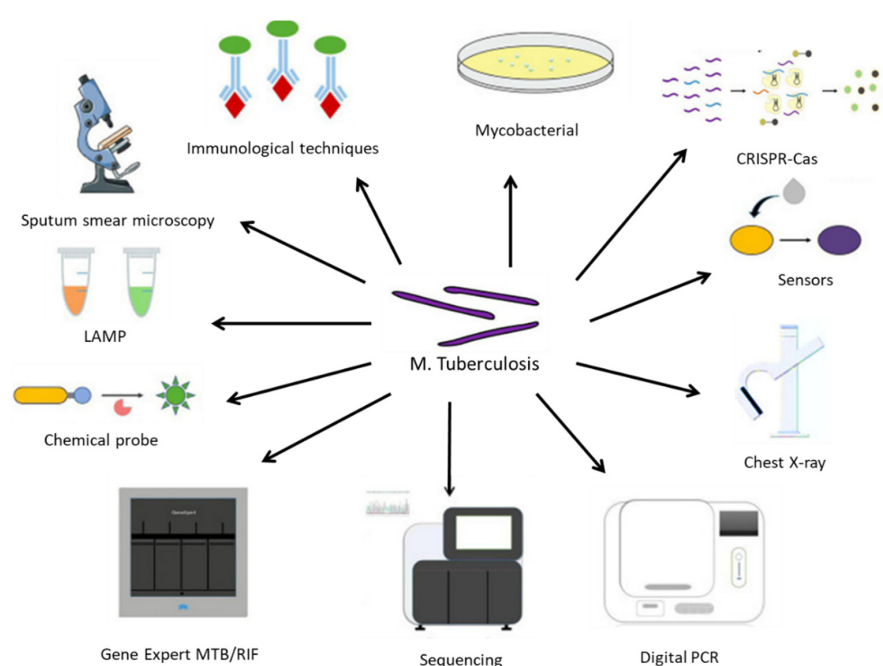 Immunological techniques
Mycobacterial
CRISPR-Cas
Sputum smear microscopy
Sensors
LAMP
M. Tuberculosis
Chemical probe
Chest X-ray
GeneXpert
Gene Expert MTB/RIF
Sequencing
Digital PCR